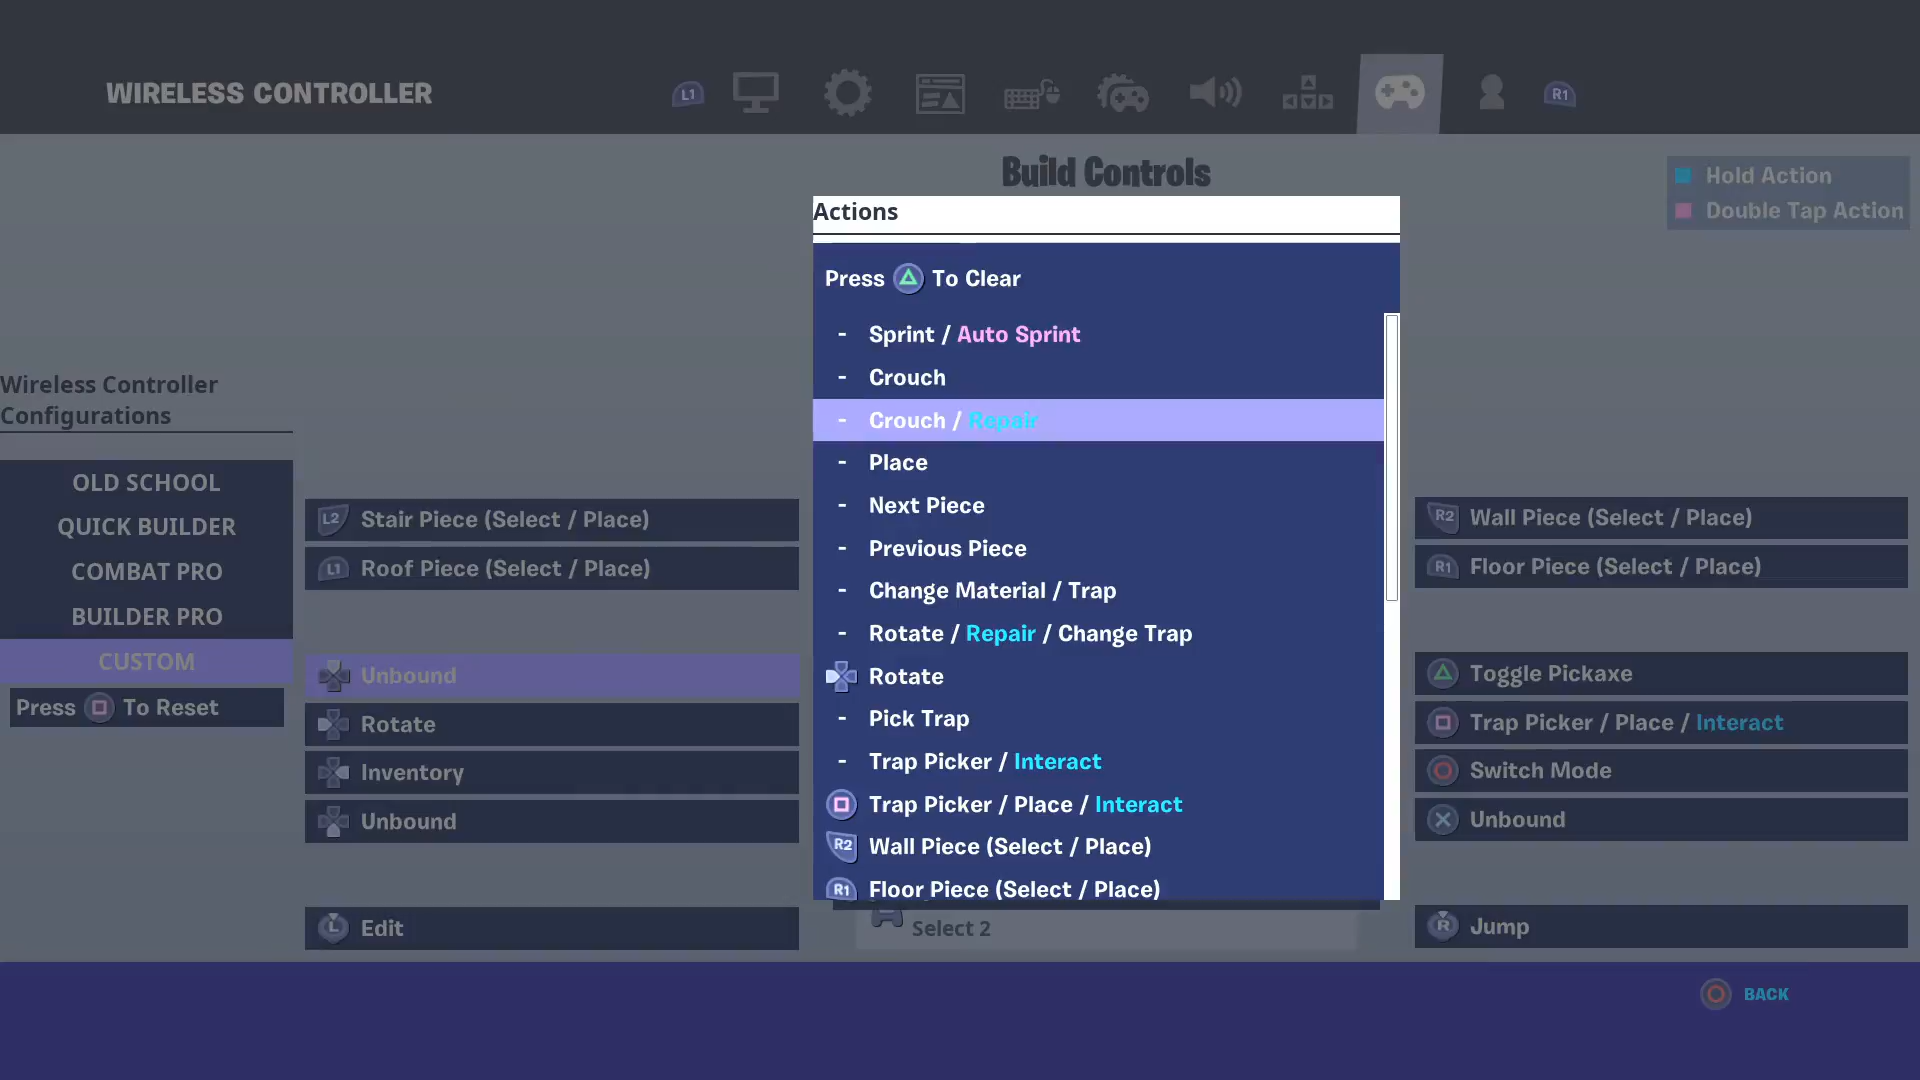 WIRELESS CONTROLLER
L1
R1
Build Controls
Hold Action
Double Tap Action
Actions
Press To Clear
- Sprint / Auto Sprint
- Crouch
- Crouch / Repair
- Place
- Next Piece
- Previous Piece
- Change Material / Trap
- Rotate / Repair / Change Trap
Rotate
- Pick Trap
- Trap Picker / Interact
Trap Picker / Place / Interact
R2 Wall Piece (Select / Place)
R1 Floor Piece (Select / Place)
Wireless Controller
Configurations
OLD SCHOOL
QUICK BUILDER
COMBAT PRO
BUILDER PRO
CUSTOM
Press To Reset
L2 Stair Piece (Select / Place)
L1 Roof Piece (Select / Place)
Unbound
Rotate
Inventory
Unbound
L Edit
Select 2
R2 Wall Piece (Select / Place)
R1 Floor Piece (Select / Place)
Toggle Pickaxe
Trap Picker / Place / Interact
Switch Mode
Unbound
R Jump
BACK